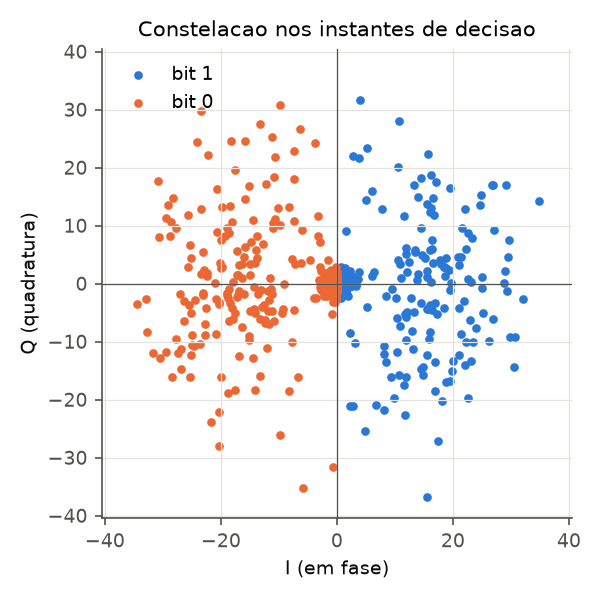 Constelacao nos instantes de decisao
bit 1
bit 0
Q (quadratura)
40
30
20
10
0
−10
−20
−30
−40
−40
−20
0
20
40
I (em fase)